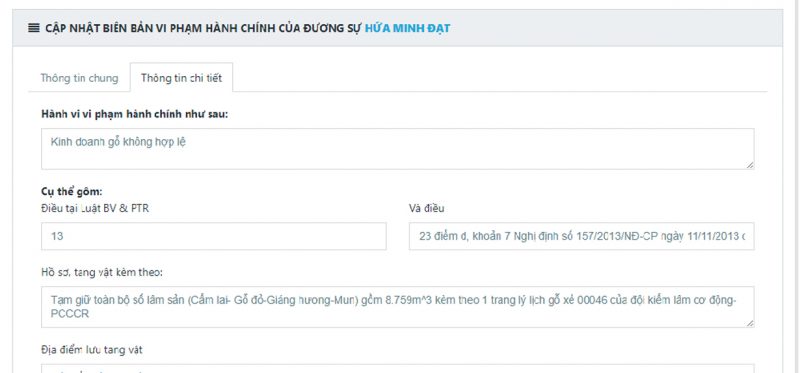 CẬP NHẬT BIÊN BẢN VI PHẠM HÀNH CHÍNH CỦA ĐƯƠNG SỰ HỨA MINH ĐẠT
Thông tin chung
Thông tin chi tiết
Hành vi vi phạm hành chính như sau:
Kinh doanh gỗ không hợp lệ
Cụ thể gồm:
Điều tại Luật BV & PTR
Và điều
13
23 điểm d, khoản 7 Nghị định số 157/2013/NĐ-CP ngày 11/11/2013 c
Hồ sơ, tang vật kèm theo:
Tạm giữ toàn bộ số lâm sản (Cẩm lai- Gỗ đỏ-Giáng hương-Mun) gồm 8.759m^3 kèm theo 1 trang lý lịch gỗ xẻ 00046 của đội kiểm lâm cơ động-
PCCCR
Địa điểm lưu tang vật